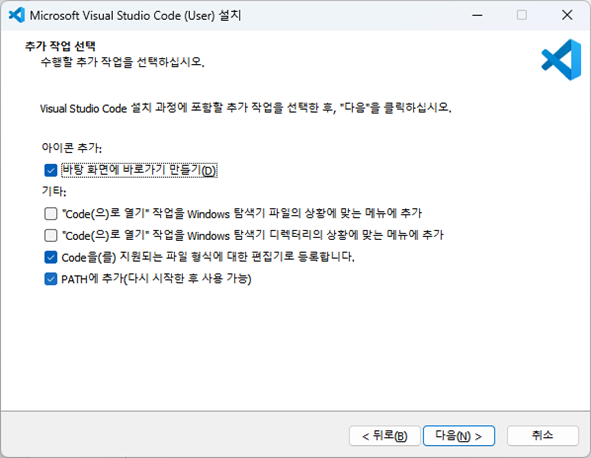 Microsoft Visual Studio Code (User) 설치
추가 작업 선택
수행할 추가 작업을 선택하십시오.
Visual Studio Code 설치 과정에 포함할 추가 작업을 선택한 후, "다음"을 클릭하십시오.
아이콘 추가:
바탕 화면에 바로가기 만들기(D)
기타:
"Code(으)로 열기" 작업을 Windows 탐색기 파일의 상황에 맞는 메뉴에 추가
"Code(으)로 열기" 작업을 Windows 탐색기 디렉터리의 상황에 맞는 메뉴에 추가
Code을(를) 지원되는 파일 형식에 대한 편집기로 등록합니다.
PATH에 추가(다시 시작한 후 사용 가능)
< 뒤로(B) 다음(N) > 취소